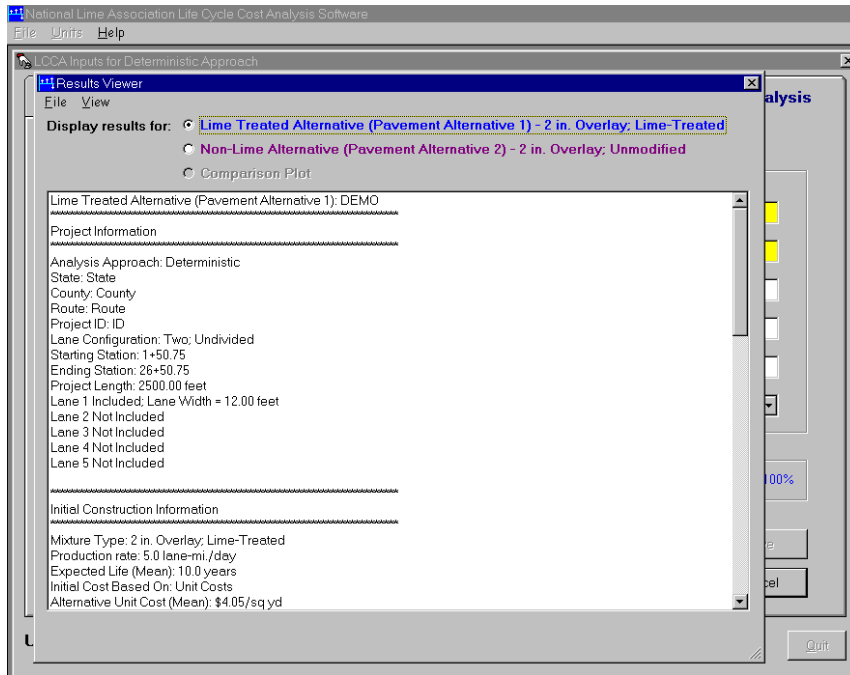 National Lime Association Life Cycle Cost Analysis Software
File Units Help
LCCA Inputs for Deterministic Approach
Results Viewer
File View
alysis
Display results for: Lime Treated Alternative (Pavement Alternative 1) - 2 in. Overlay; Lime-Treated
Non-Lime Alternative (Pavement Alternative 2) - 2 in. Overlay; Unmodified
Comparison Plot
Lime Treated Alternative (Pavement Alternative 1): DEMO
Project Information
Analysis Approach: Deterministic
State: State
County: County
Route: Route
Project ID: ID
Lane Configuration: Two; Undivided
Starting Station: 1+50.75
Ending Station: 26+50.75
Project Length: 2500.00 feet
Lane 1 Included; Lane Width = 12.00 feet
Lane 2 Not Included
Lane 3 Not Included
Lane 4 Not Included
Lane 5 Not Included
100%
Initial Construction Information
Mixture Type: 2 in. Overlay; Lime-Treated
Production rate: 5.0 lane-mi./day
e
Expected Life (Mean): 10.0 years
Initial Cost Based On: Unit Costs
cel
Alternative Unit Cost (Mean): $4.05/sq yd
U
Quit